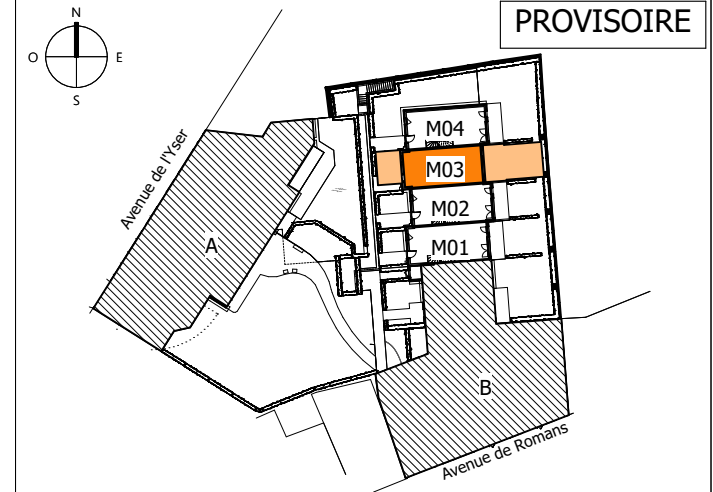 PROVISOIRE
N
O
E
S
Avenue de l'Yser
A
M04
M03
M02
M01
B
Avenue de Romans